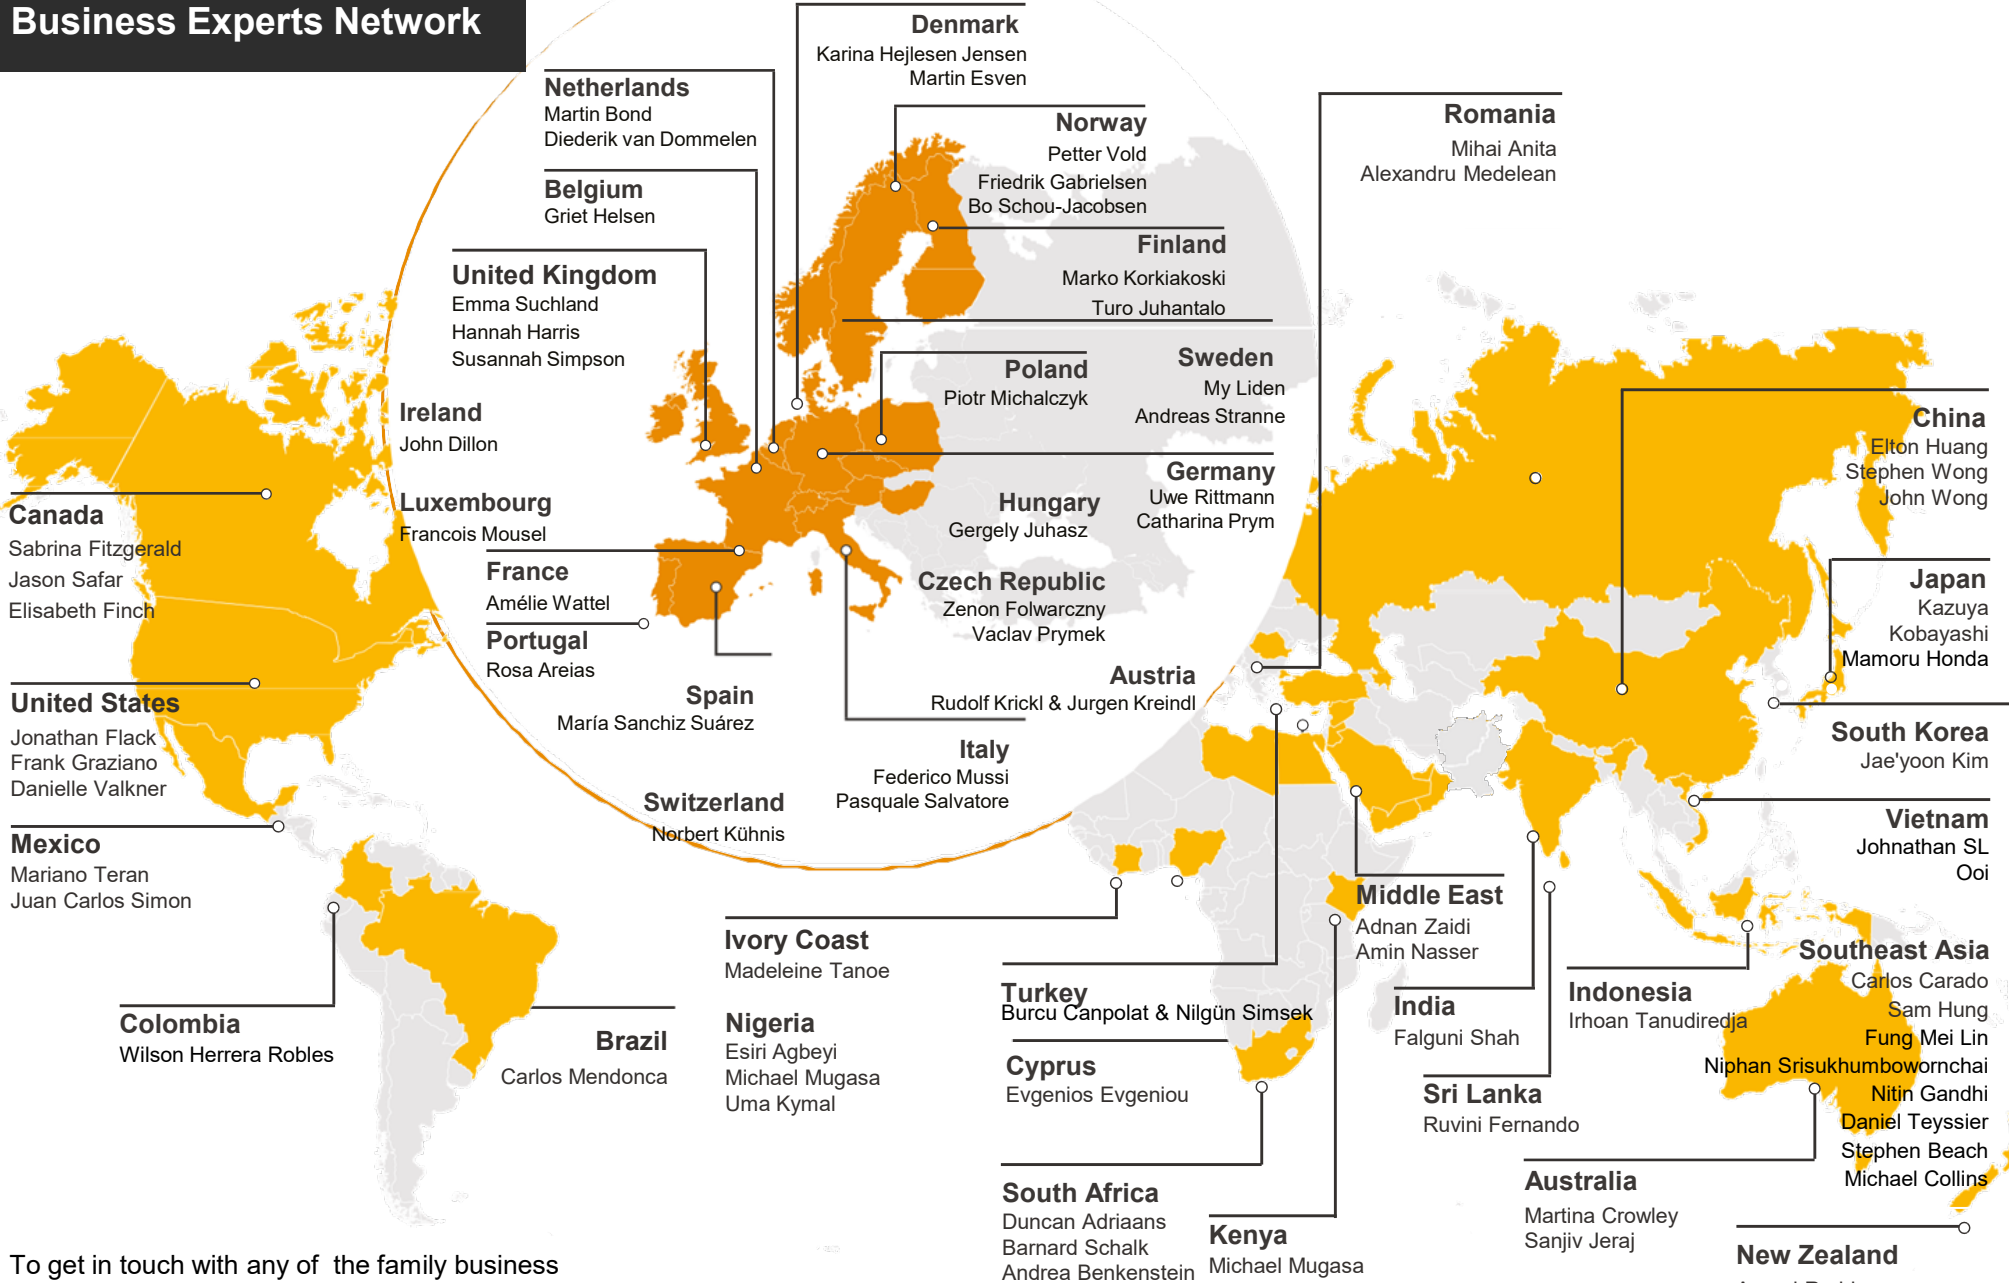 Business Experts Network
Denmark
Karina Hejlesen Jensen
Martin Esven
Netherlands
Martin Bond
Diederik van Dommelen
Norway
Petter Vold
Friedrik Gabrielsen
Bo Schou-Jacobsen
Romania
Mihai Anita
Alexandru Medelean
Belgium
Griet Helsen
Finland
Marko Korkiakoski
Turo Juhantalo
United Kingdom
Emma Suchland
Hannah Harris
Susannah Simpson
Poland
Piotr Michalczyk
Sweden
My Liden
Andreas Stranne
Ireland
John Dillon
China
Elton Huang
Stephen Wong
John Wong
Germany
Uwe Rittmann
Catharina Prym
Luxembourg
Francois Mousel
Hungary
Gergely Juhasz
Canada
Sabrina Fitzgerald
Jason Safar
Elisabeth Finch
France
Amélie Wattel
Czech Republic
Zenon Folwarczny
Vaclav Prymek
Japan
Kazuya
Kobayashi
Mamoru Honda
Portugal
Rosa Areias
Spain
María Sanchiz Suárez
Austria
Rudolf Krickl & Jurgen Kreindl
United States
Jonathan Flack
Frank Graziano
Danielle Valkner
South Korea
Jae'yoon Kim
Italy
Federico Mussi
Pasquale Salvatore
Switzerland
Norbert Kühnis
Vietnam
Johnathan SL
Ooi
Mexico
Mariano Teran
Juan Carlos Simon
Middle East
Adnan Zaidi
Amin Nasser
Ivory Coast
Madeleine Tanoe
Southeast Asia
Carlos Carado
Sam Hung
Fung Mei Lin
Niphan Srisukhumbowornchai
Nitin Gandhi
Daniel Teyssier
Stephen Beach
Michael Collins
Turkey
Burcu Canpolat & Nilgün Simsek
India
Falguni Shah
Indonesia
Irhoan Tanudiredja
Colombia
Wilson Herrera Robles
Brazil
Carlos Mendonca
Nigeria
Esiri Agbeyi
Michael Mugasa
Uma Kymal
Cyprus
Evgenios Evgeniou
Sri Lanka
Ruvini Fernando
South Africa
Duncan Adriaans
Barnard Schalk
Andrea Benkenstein
Kenya
Michael Mugasa
Australia
Martina Crowley
Sanjiv Jeraj
New Zealand
To get in touch with any of the family business